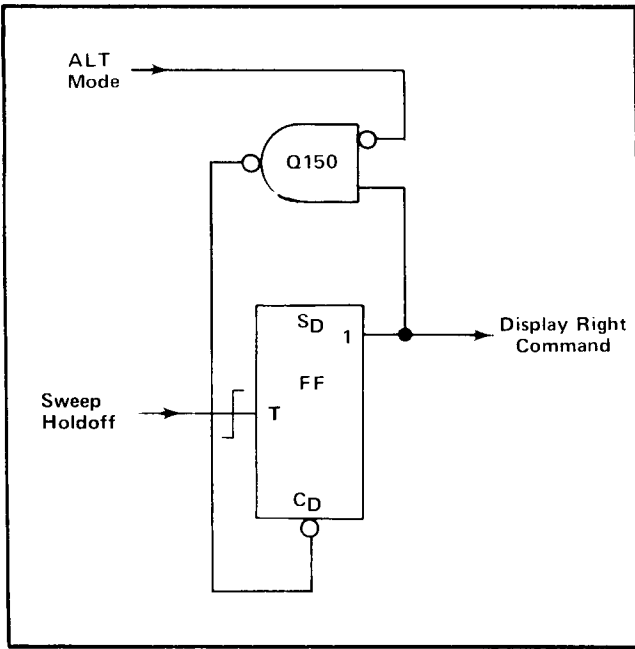 ALT
Mode
Q150
SD
1
Display Right
Command
FF
Sweep
Holdoff
T
CD